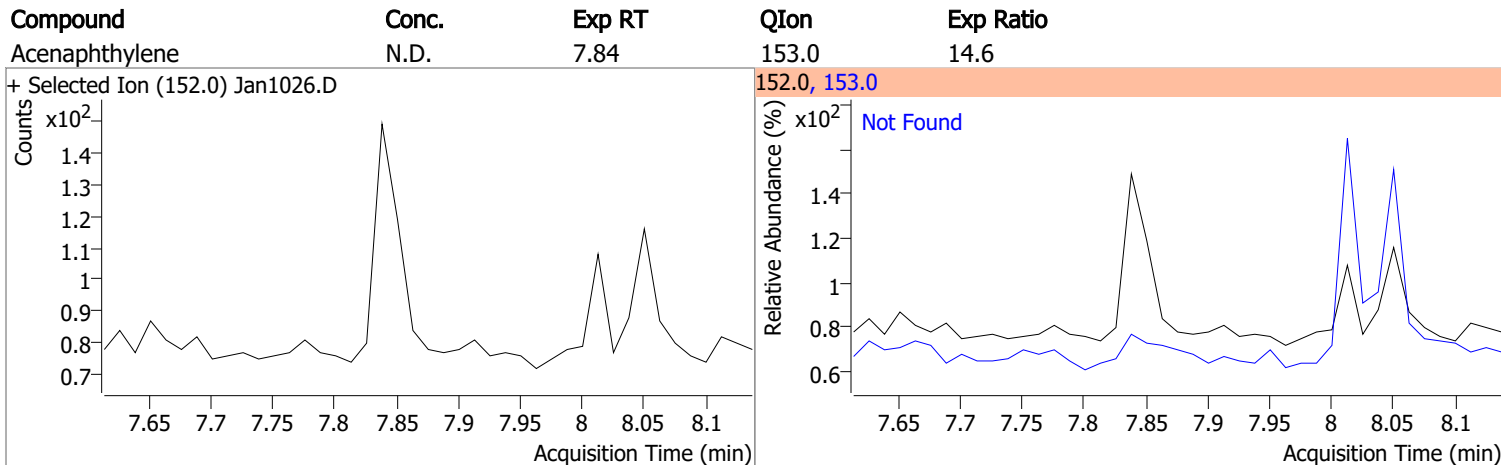 Compound Conc. Exp RT QIon Exp Ratio
Acenaphthylene N.D. 7.84 153.0 14.6
+ Selected Ion (152.0) Jan1026.D
Counts
x10²
1.4
1.3
1.2
1.1
1
0.9
0.8
0.7
7.65 7.7 7.75 7.8 7.85 7.9 7.95 8 8.05 8.1
Acquisition Time (min)
152.0, 153.0
Relative Abundance (%)
x10²
Not Found
1.4
1.2
1
0.8
0.6
7.65 7.7 7.75 7.8 7.85 7.9 7.95 8 8.05 8.1
Acquisition Time (min)